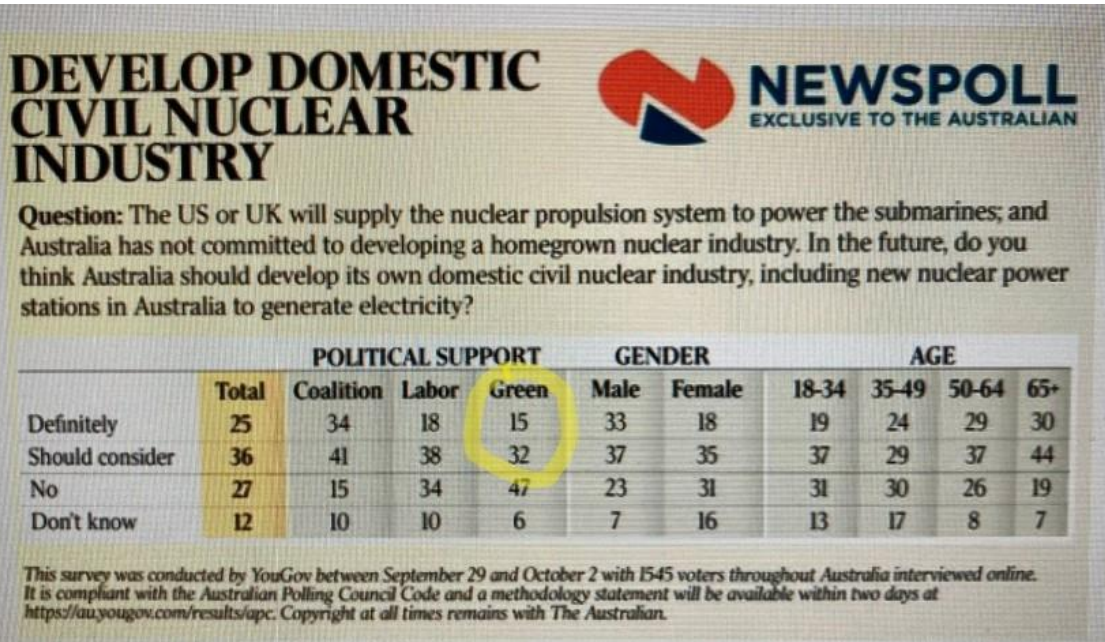 DEVELOP DOMESTIC
CIVIL NUCLEAR
INDUSTRY
NEWSPOLL
EXCLUSIVE TO THE AUSTRALIAN
Question: The US or UK will supply the nuclear propulsion system to power the submarines; and
Australia has not committed to developing a homegrown nuclear industry. In the future, do you
think Australia should develop its own domestic civil nuclear industry, including new nuclear power
stations in Australia to generate electricity?
POLITICAL SUPPORT GENDER AGE
Total Coalition Labor Green Male Female 18-34 35-49 50-64 65+
Definitely 25 34 18 15 33 18 19 24 29 30
Should consider 36 41 38 32 37 35 37 29 37 44
No 27 15 34 47 23 31 31 30 26 19
Don't know 12 10 10 6 7 16 13 17 8 7
This survey was conducted by YouGov between September 29 and October 2 with 1545 voters throughout Australia interviewed online.
It is compliant with the Australian Polling Council Code and a methodology statement will be available within two days at
https://au.yougov.com/results/apc. Copyright at all times remains with The Australian.